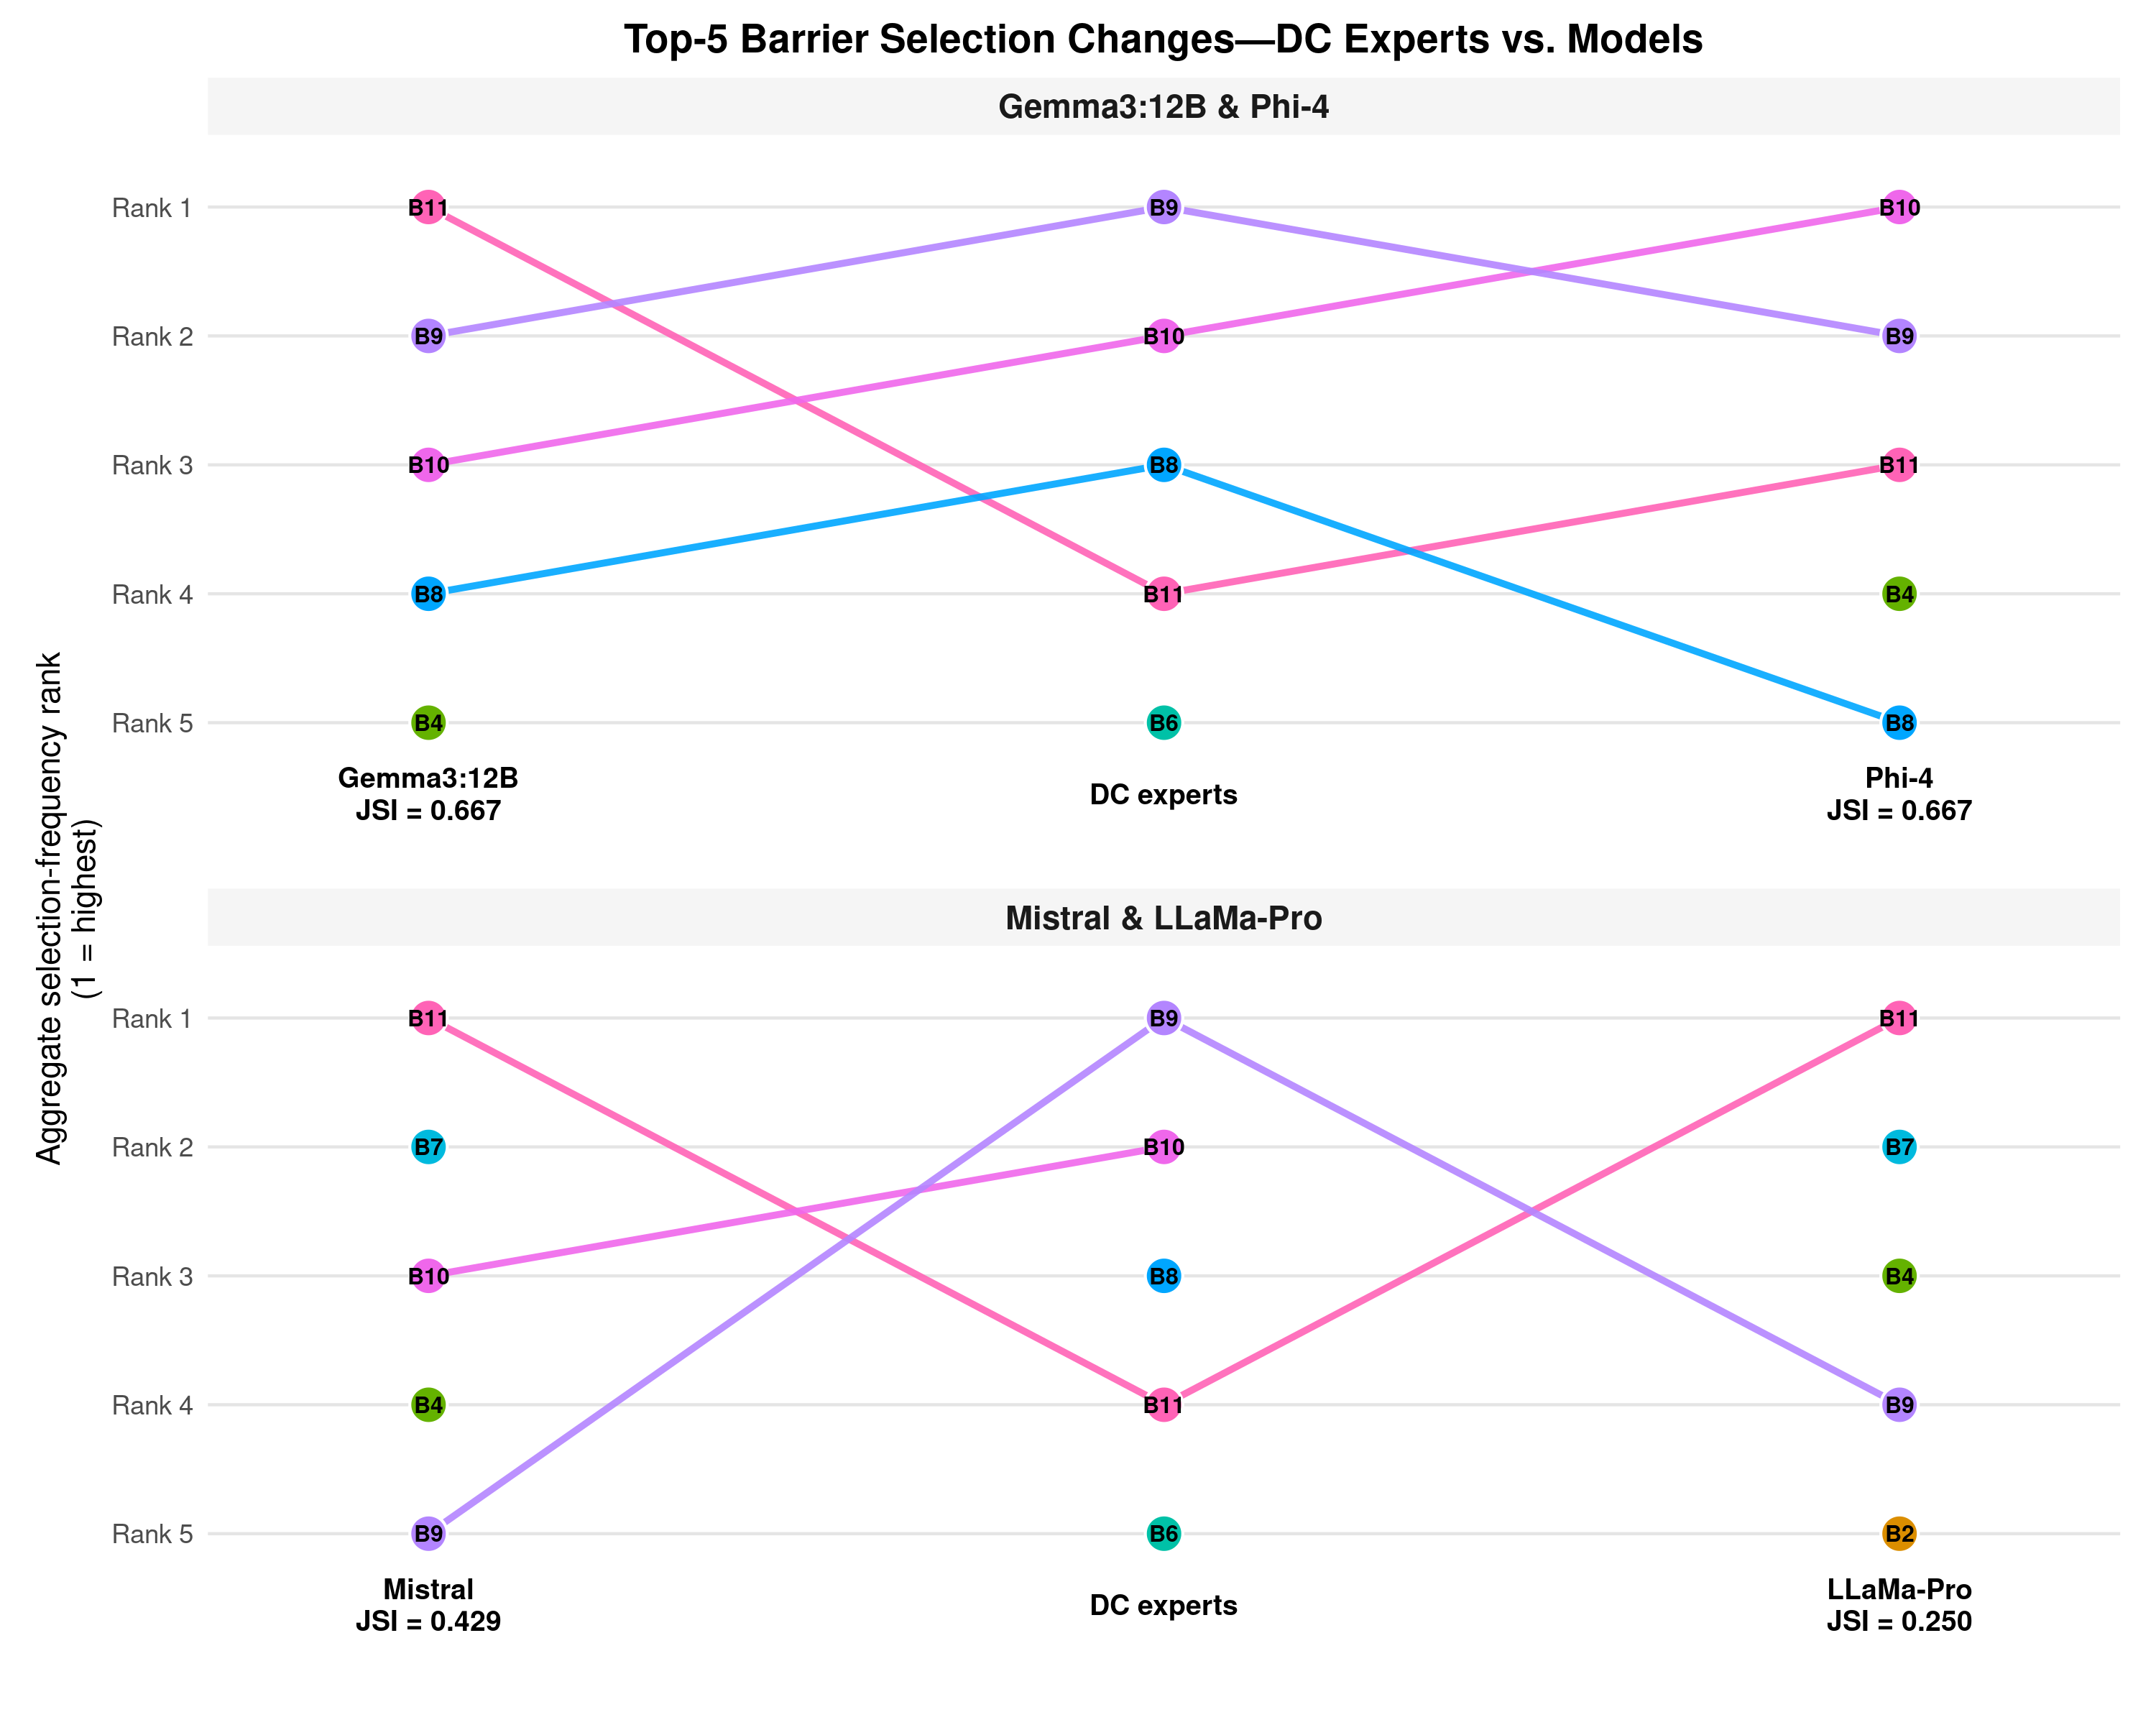 Top-5 Barrier Selection Changes—DC Experts vs. Models
Gemma3:12B & Phi-4
Aggregate selection-frequency rank
(1 = highest)
Rank 1
B11
B9
B10
Rank 2
B9
B10
B9
Rank 3
B10
B8
B11
Rank 4
B8
B11
B4
Rank 5
B4
B6
B8
Gemma3:12B
JSI = 0.667
DC experts
Phi-4
JSI = 0.667
Mistral & LLaMa-Pro
Rank 1
B11
B9
B11
Rank 2
B7
B10
B7
Rank 3
B10
B8
B4
Rank 4
B4
B11
B9
Rank 5
B9
B6
B2
Mistral
JSI = 0.429
DC experts
LLaMa-Pro
JSI = 0.250